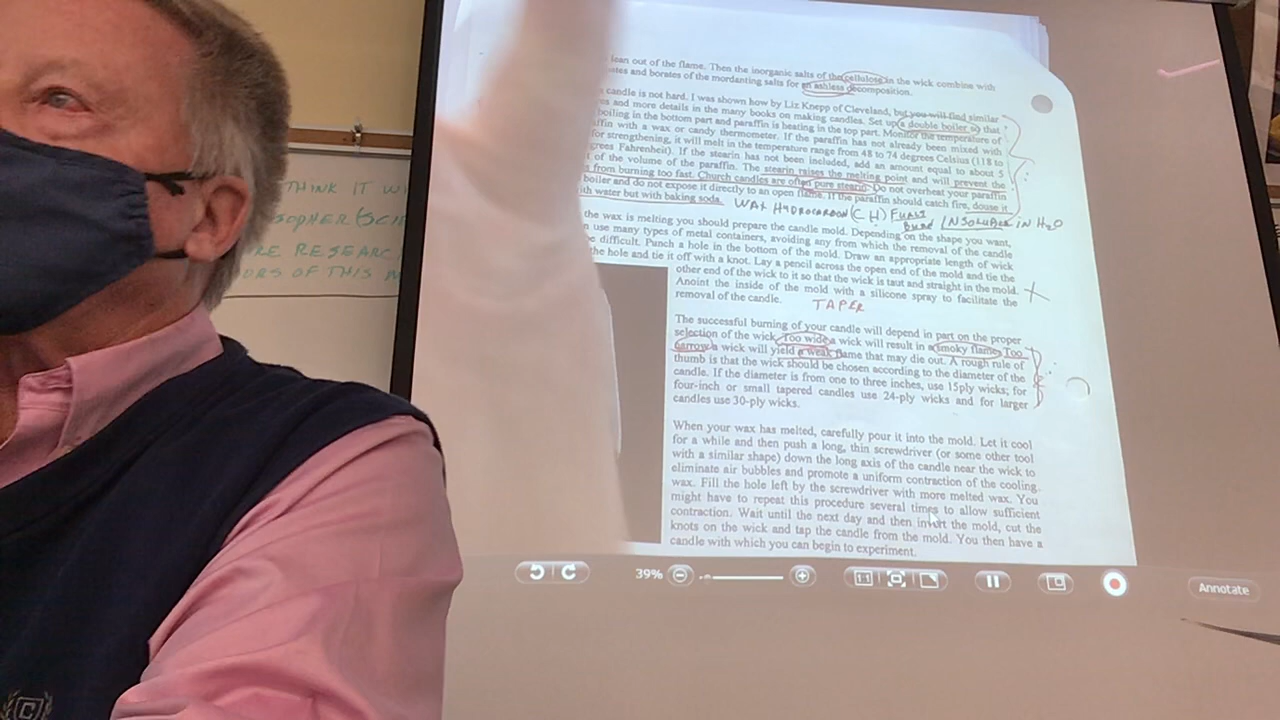 THINK IT WI
SOPHER (SCIE
RE RESEARC
ORS OF THIS M
lean out of the flame. Then the inorganic salts of the cellulose in the wick combine with
ates and borates of the mordanting salts for an ashless decomposition.
candle is not hard. I was shown how by Liz Knepp of Cleveland, but you will find similar
es and more details in the many books on making candles. Set up a double boiler so that
boiling in the bottom part and paraffin is heating in the top part. Monitor the temperature of
ffin with a wax or candy thermometer. If the paraffin has not already been mixed with
for strengthening, it will melt in the temperature range from 48 to 74 degrees Celsius (118 to
grees Fahrenheit). If the stearin has not been included, add an amount equal to about 5
t of the volume of the paraffin. The stearin raises the melting point and will prevent the
s from burning too fast. Church candles are often pure stearin. Do not overheat your paraffin
boiler and do not expose it directly to an open flame. If the paraffin should catch fire, douse it
ith water but with baking soda. WAX HYDROCARBON (C H) FUELS
INSOLUBLE IN H2O
the wax is melting you should prepare the candle mold. Depending on the shape you want,
n use many types of metal containers, avoiding any from which the removal of the candle
e difficult. Punch a hole in the bottom of the mold. Draw an appropriate length of wick
the hole and tie it off with a knot. Lay a pencil across the open end of the mold and tie the
other end of the wick to it so that the wick is taut and straight in the mold.
Anoint the inside of the mold with a silicone spray to facilitate the
removal of the candle.
TAPER
The successful burning of your candle will depend in part on the proper
selection of the wick. Too wide a wick will result in a smoky flame. Too
narrow a wick will yield a weak flame that may die out. A rough rule of
thumb is that the wick should be chosen according to the diameter of the
candle. If the diameter is from one to three inches, use 15ply wicks; for
four-inch or small tapered candles use 24-ply wicks and for larger
candles use 30-ply wicks.
When your wax has melted, carefully pour it into the mold. Let it cool
for a while and then push a long, thin screwdriver (or some other tool
with a similar shape) down the long axis of the candle near the wick to
eliminate air bubbles and promote a uniform contraction of the cooling
wax. Fill the hole left by the screwdriver with more melted wax. You
might have to repeat this procedure several times to allow sufficient
contraction. Wait until the next day and then invert the mold, cut the
knots on the wick and tap the candle from the mold. You then have a
candle with which you can begin to experiment.
39%
1:1
Annotate
C